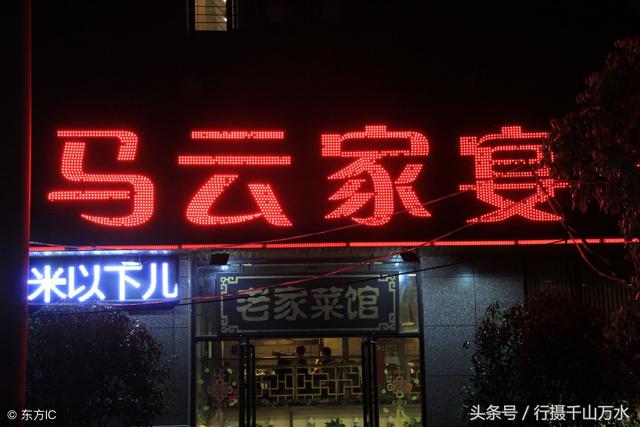 马云家宴
米以下儿
老家菜馆
© 东方IC
头条号 / 行摄千山万水